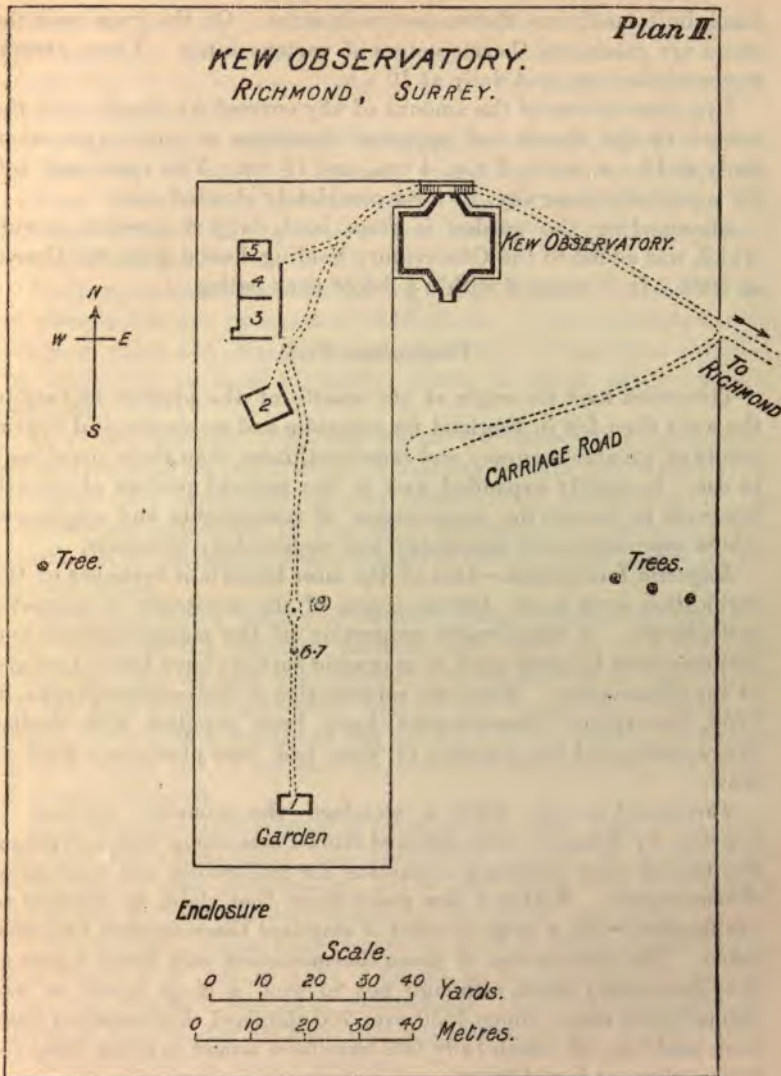 Plan II.
KEW OBSERVATORY.
RICHMOND, SURREY.
KEW OBSERVATORY.
5
4
3
2
N
W E
S
TO
RICHMOND
CARRIAGE ROAD
Tree.
Trees.
(9)
6.7
1
Garden
Enclosure
Scale.
0 10 20 30 40 Yards.
0 10 20 30 40 Metres.